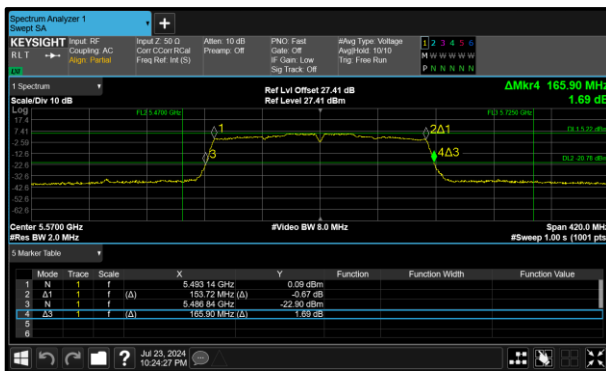 Spectrum Analyzer 1
Swept SA
+
KEYSIGHT Input: RF Input Z: 50 Ω Atten: 10 dB PNO: Fast #Avg Type: Voltage 1 2 3 4 5 6
RLT Coupling: AC Corr CCorr RCal Preamp: Off Gate: Off Avg|Hold: 10/10 M W W W W W
Align: Partial Freq Ref: Int (S) IF Gain: Low Trig: Free Run
Sig Track: Off P N N N N N
1 Spectrum Ref Lvl Offset 27.41 dB ΔMkr4 165.90 MHz
Scale/Div 10 dB Ref Level 27.41 dBm 1.69 dB
Log
17.4 FL2 5.4700 GHz FL3 5.7250 GHz
7.41 1 2Δ1 DL1 5.22 dBm
-2.59
-12.6 3 4Δ3 DL2 -20.78 dBm
-22.6
-32.6
-42.6
-52.6
-62.6
Center 5.5700 GHz #Video BW 8.0 MHz Span 420.0 MHz
#Res BW 2.0 MHz #Sweep 1.00 s (1001 pts)
5 Marker Table
Mode Trace Scale X Y Function Function Width Function Value
1 N 1 f 5.493 14 GHz 0.09 dBm
2 Δ1 1 f (Δ) 153.72 MHz (Δ) -0.67 dB
3 N 1 f 5.486 84 GHz -22.90 dBm
4 Δ3 1 f (Δ) 165.90 MHz (Δ) 1.69 dB
5
6
? Jul 23, 2024
10:24:27 PM